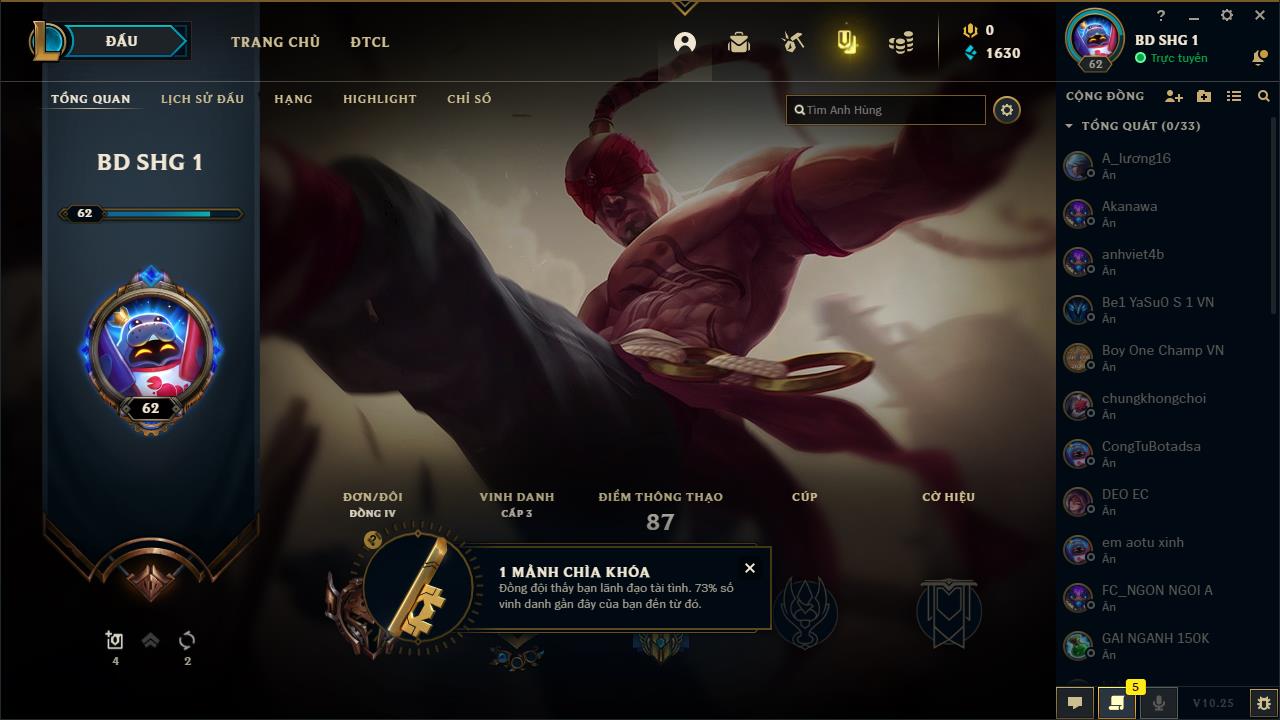 ĐẤU
TRANG CHỦ
ĐTCL
0
1630
?
BD SHG 1
Trực tuyến
62
TỔNG QUAN
LỊCH SỬ ĐẤU
HẠNG
HIGHLIGHT
CHỈ SỐ
Tìm Anh Hùng
BD SHG 1
62
62
4
2
ĐƠN/ĐÔI
ĐỒNG IV
VINH DANH
CẤP 3
ĐIỂM THÔNG THẠO
87
CÚP
CỜ HIỆU
?
1 MẢNH CHÌA KHÓA
Đồng đội thấy bạn lãnh đạo tài tình. 73% số
vinh danh gần đây của bạn đến từ đó.
CỘNG ĐỒNG
TỔNG QUÁT (0/33)
A_lương16
Ẩn
Akanawa
Ẩn
anhviet4b
Ẩn
Be1 YaSuO S 1 VN
Ẩn
Boy One Champ VN
Ẩn
chungkhongchoi
Ẩn
CongTuBotadsa
Ẩn
DEO EC
Ẩn
em aotu xinh
Ẩn
FC_NGON NGOI A
Ẩn
GAI NGANH 150K
Ẩn
5
V10.25